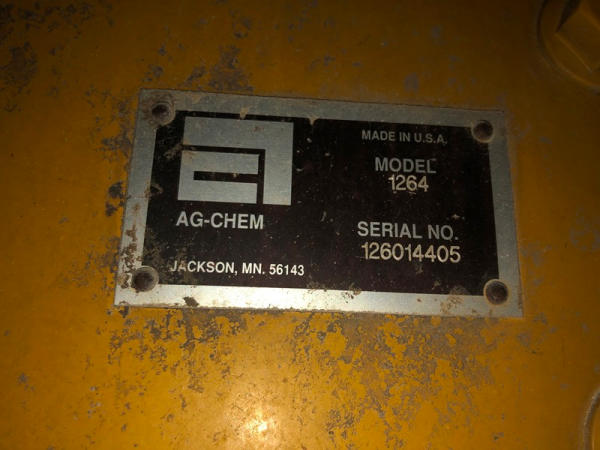 MADE IN U.S.A.
MODEL
1264
AG-CHEM
SERIAL NO.
126014405
JACKSON, MN. 56143